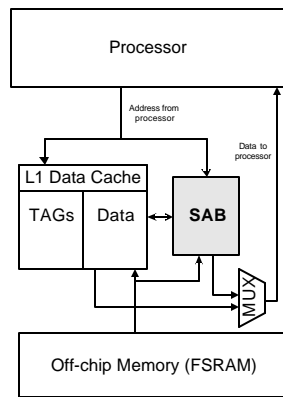 Processor
Address from
processor
Data to
processor
L1 Data Cache
TAGs
Data
SAB
MUX
Off-chip Memory (FSRAM)